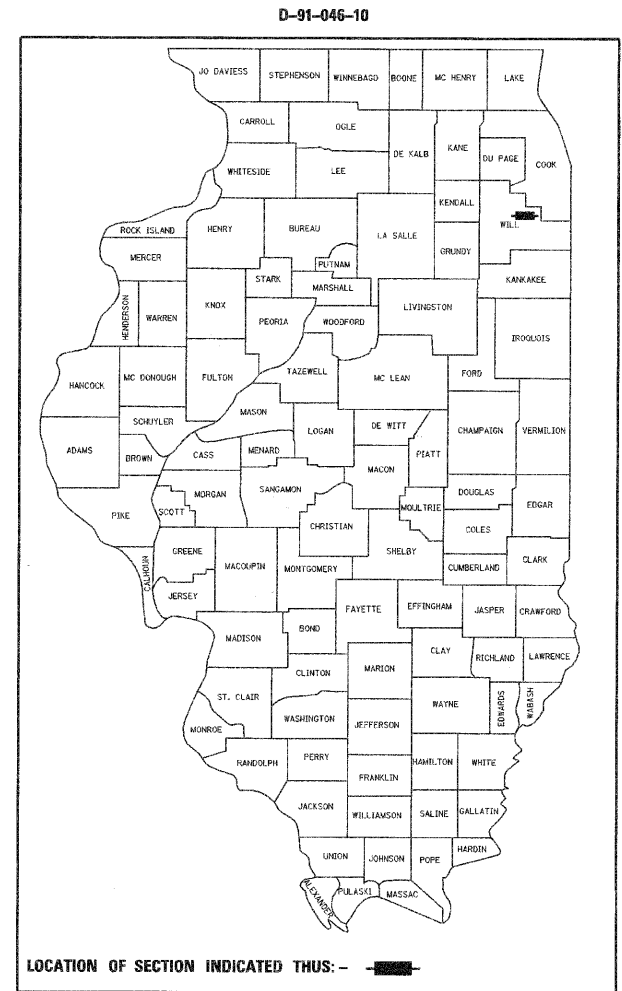 D-91-046-10
JO DAVIESS
STEPHENSON
WINNEBAGO
BOONE
MC HENRY
LAKE
CARROLL
OGLE
DE KALB
KANE
DU PAGE
COOK
WHITESIDE
LEE
KENDALL
WILL
ROCK ISLAND
HENRY
BUREAU
LA SALLE
GRUNDY
MERCER
PUTNAM
KANKAKEE
STARK
MARSHALL
HENDERSON
WARREN
KNOX
PEORIA
WOODFORD
LIVINGSTON
IROQUOIS
HANCOCK
MC DONOUGH
FULTON
TAZEWELL
MC LEAN
FORD
MASON
SCHUYLER
LOGAN
DE WITT
CHAMPAIGN
VERMILION
ADAMS
BROWN
CASS
MENARD
PIATT
MACON
MORGAN
SANGAMON
DOUGLAS
EDGAR
PIKE
SCOTT
MOULTRIE
CHRISTIAN
COLES
GREENE
SHELBY
CALHOUN
MACOUPIN
MONTGOMERY
CUMBERLAND
CLARK
JERSEY
FAYETTE
EFFINGHAM
JASPER
CRAWFORD
MADISON
BOND
CLAY
RICHLAND
LAWRENCE
CLINTON
MARION
ST. CLAIR
WAYNE
EDWARDS
WABASH
WASHINGTON
JEFFERSON
MONROE
RANDOLPH
PERRY
HAMILTON
WHITE
FRANKLIN
JACKSON
WILLIAMSON
SALINE
GALLATIN
UNION
JOHNSON
POPE
HARDIN
ALEXANDER
PULASKI
MASSAC
LOCATION OF SECTION INDICATED THUS: -